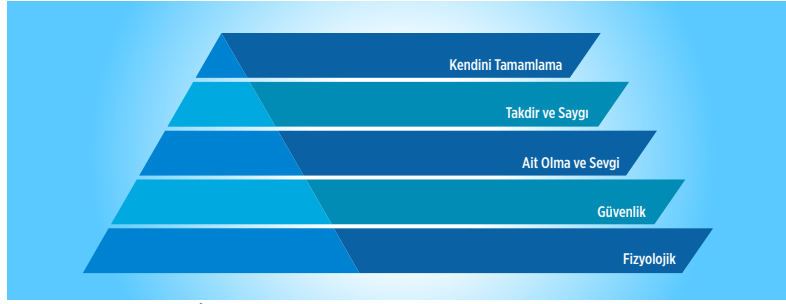 Kendini Tamamlama
Takdir ve Saygı
Ait Olma ve Sevgi
Güvenlik
Fizyolojik